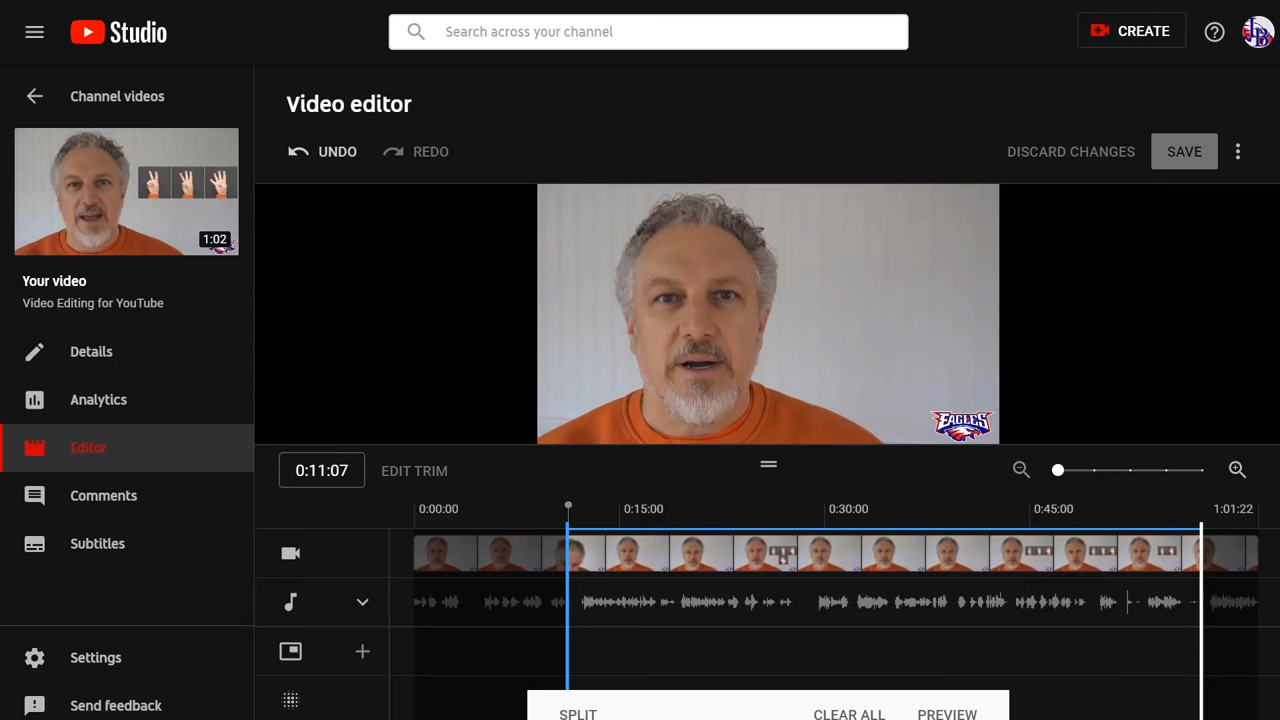 Studio
Search across your channel
CREATE
Channel videos
1:02
Your video
Video Editing for YouTube
Details
Analytics
Editor
Comments
Subtitles
Settings
Send feedback
Video editor
UNDO
REDO
DISCARD CHANGES
SAVE
EAGLES
0:11:07
EDIT TRIM
0:00:00
0:15:00
0:30:00
0:45:00
1:01:22
SPLIT
CLEAR ALL
PREVIEW